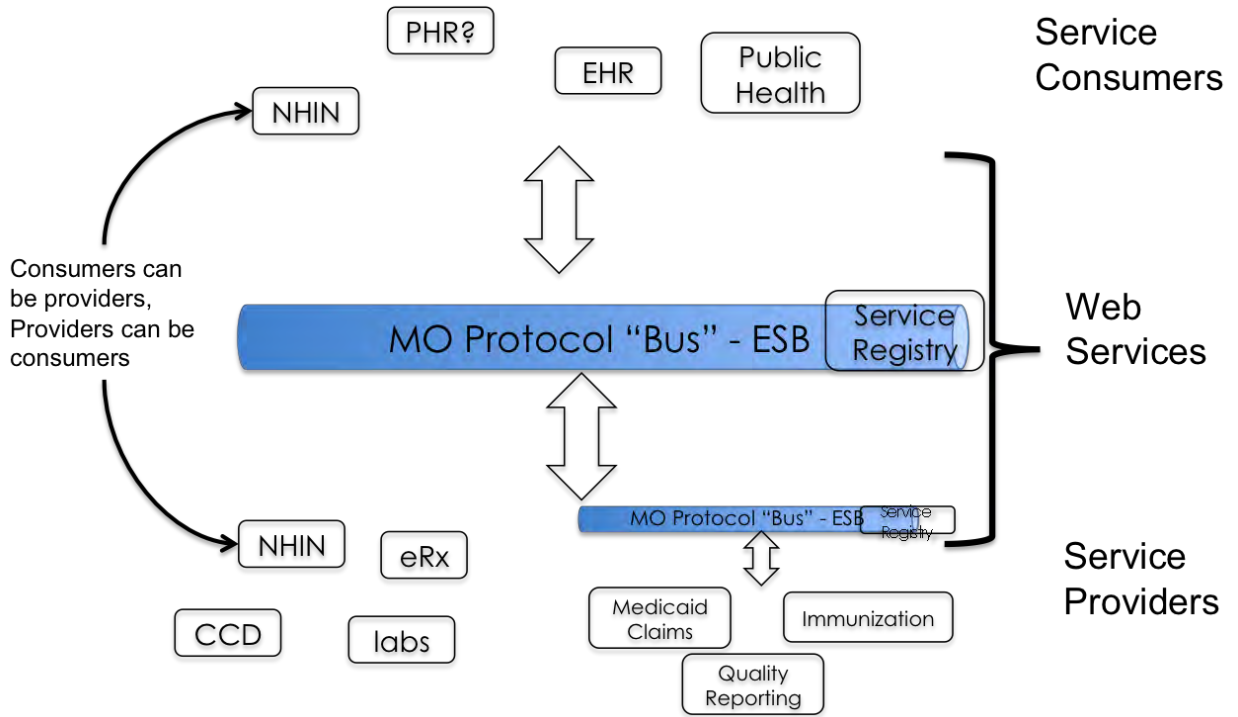 PHR?
EHR
Public
Health
Service
Consumers
NHIN
Consumers can
be providers,
Providers can be
consumers
MO Protocol “Bus” - ESB
Service
Registry
Web
Services
MO Protocol “Bus” - ESB
Service
Registry
NHIN
eRx
CCD
labs
Medicaid
Claims
Immunization
Quality
Reporting
Service
Providers